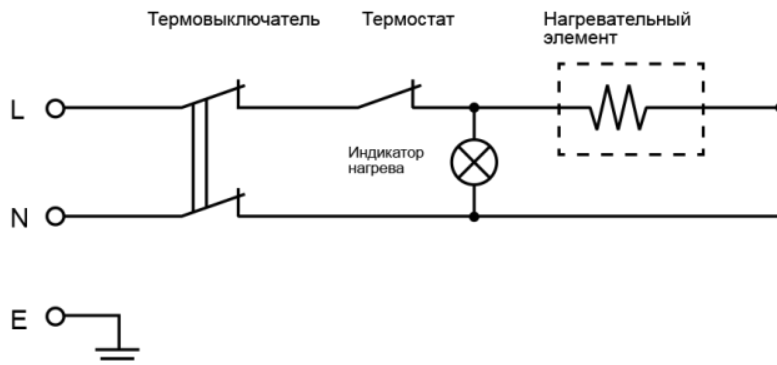 Термовыключатель
Термостат
Нагревательный
элемент
L
Индикатор
нагрева
N
E